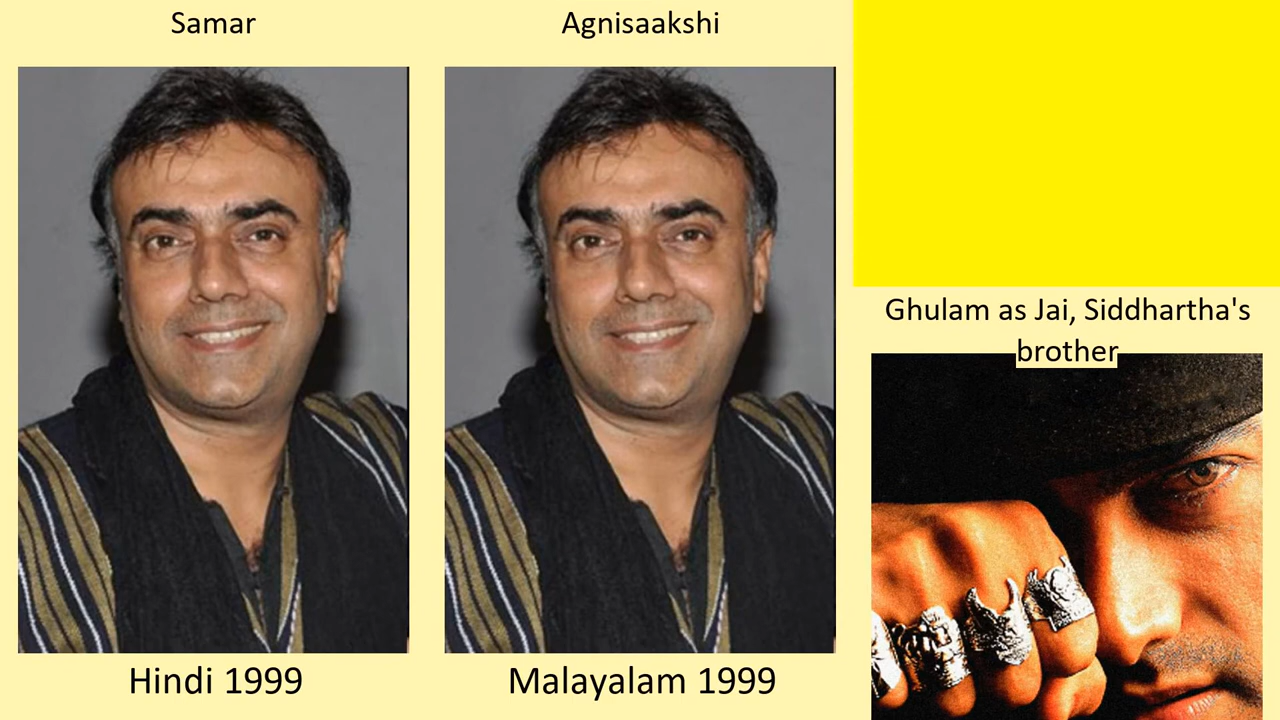 Samar
Agnisaakshi
Ghulam as Jai, Siddhartha's
brother
Hindi 1999
Malayalam 1999